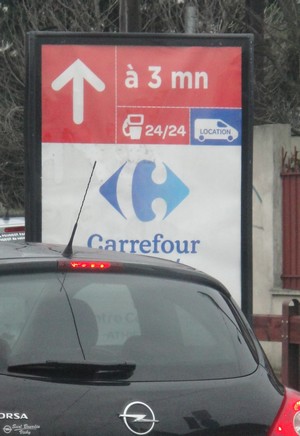 à 3 mn
24/24
LOCATION
Carrefour
ORSA